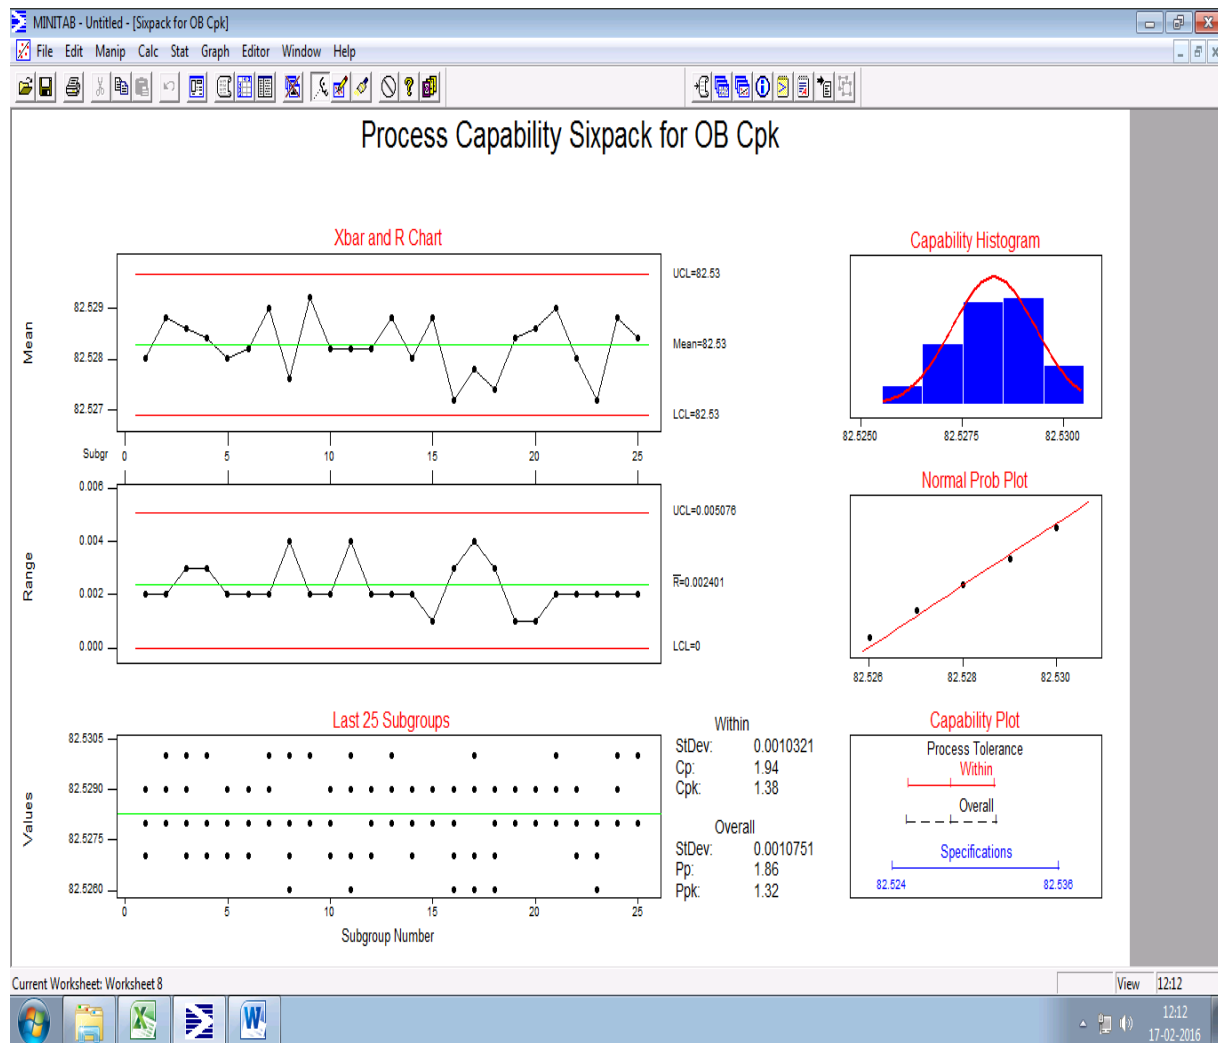 MINITAB - Untitled - [Sixpack for OB Cpk]
File Edit Manip Calc Stat Graph Editor Window Help
Process Capability Sixpack for OB Cpk
Xbar and R Chart
Mean
82.529
82.528
82.527
UCL=82.53
Mean=82.53
LCL=82.53
Subgr 0 5 10 15 20 25
Range
0.006
0.004
0.002
0.000
UCL=0.005076
R=0.002401
LCL=0
Last 25 Subgroups
Values
82.5305
82.5290
82.5275
82.5260
0 5 10 15 20 25
Subgroup Number
Capability Histogram
82.5250 82.5275 82.5300
Normal Prob Plot
82.526 82.528 82.530
Within
StDev: 0.0010321
Cp: 1.94
Cpk: 1.38
Overall
StDev: 0.0010751
Pp: 1.86
Ppk: 1.32
Capability Plot
Process Tolerance
Within
Overall
Specifications
82.524 82.536
Current Worksheet: Worksheet 8
View 12:12
12:12
17-02-2016